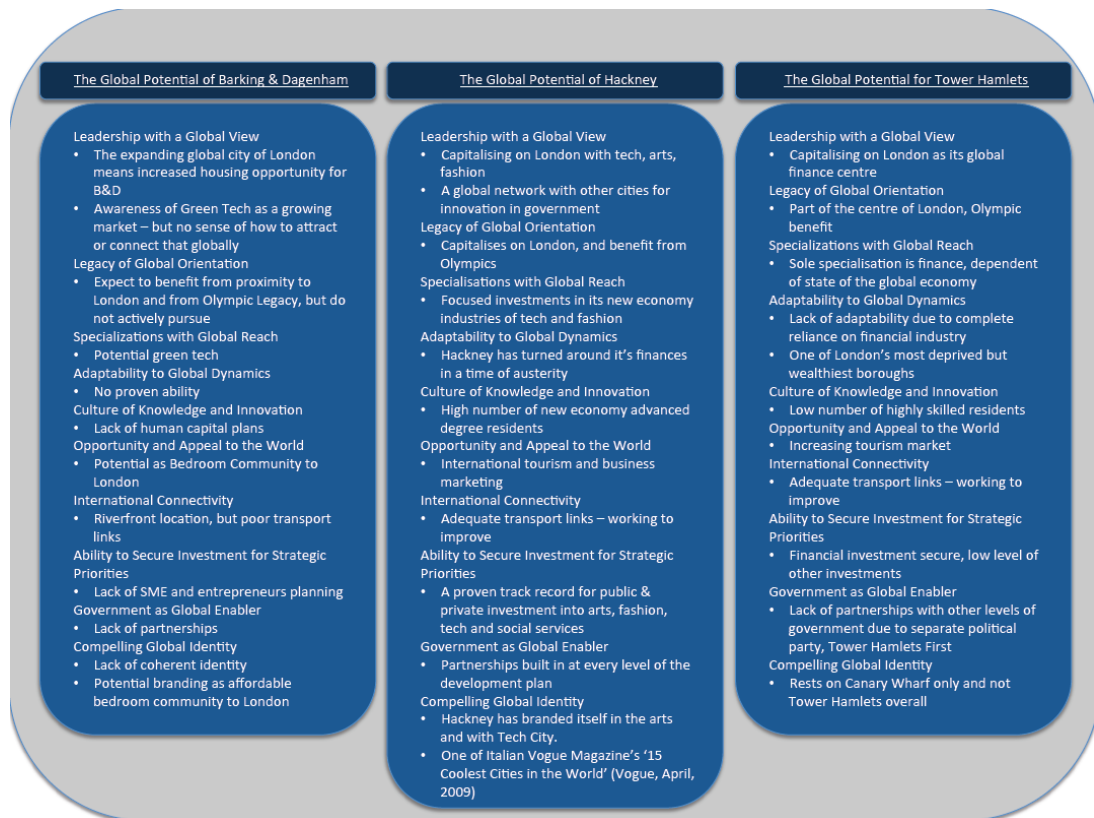 The Global Potential of Barking & Dagenham
Leadership with a Global View
• The expanding global city of London
means increased housing opportunity for
B&D
• Awareness of Green Tech as a growing
market – but no sense of how to attract
or connect that globally
Legacy of Global Orientation
• Expect to benefit from proximity to
London and from Olympic Legacy, but do
not actively pursue
Specializations with Global Reach
• Potential green tech
Adaptability to Global Dynamics
• No proven ability
Culture of Knowledge and Innovation
• Lack of human capital plans
Opportunity and Appeal to the World
• Potential as Bedroom Community to
London
International Connectivity
• Riverfront location, but poor transport
links
Ability to Secure Investment for Strategic
Priorities
• Lack of SME and entrepreneurs planning
Government as Global Enabler
• Lack of partnerships
Compelling Global Identity
• Lack of coherent identity
• Potential branding as affordable
bedroom community to London
The Global Potential of Hackney
Leadership with a Global View
• Capitalising on London with tech, arts,
fashion
• A global network with other cities for
innovation in government
Legacy of Global Orientation
• Capitalises on London, and benefit from
Olympics
Specialisations with Global Reach
• Focused investments in its new economy
industries of tech and fashion
Adaptability to Global Dynamics
• Hackney has turned around it's finances
in a time of austerity
Culture of Knowledge and Innovation
• High number of new economy advanced
degree residents
Opportunity and Appeal to the World
• International tourism and business
marketing
International Connectivity
• Adequate transport links – working to
improve
Ability to Secure Investment for Strategic
Priorities
• A proven track record for public &
private investment into arts, fashion,
tech and social services
Government as Global Enabler
• Partnerships built in at every level of the
development plan
Compelling Global Identity
• Hackney has branded itself in the arts
and with Tech City.
• One of Italian Vogue Magazine's '15
Coolest Cities in the World' (Vogue, April,
2009)
The Global Potential for Tower Hamlets
Leadership with a Global View
• Capitalising on London as its global
finance centre
Legacy of Global Orientation
• Part of the centre of London, Olympic
benefit
Specializations with Global Reach
• Sole specialisation is finance, dependent
of state of the global economy
Adaptability to Global Dynamics
• Lack of adaptability due to complete
reliance on financial industry
• One of London's most deprived but
wealthiest boroughs
Culture of Knowledge and Innovation
• Low number of highly skilled residents
Opportunity and Appeal to the World
• Increasing tourism market
International Connectivity
• Adequate transport links – working to
improve
Ability to Secure Investment for Strategic
Priorities
• Financial investment secure, low level of
other investments
Government as Global Enabler
• Lack of partnerships with other levels of
government due to separate political
party, Tower Hamlets First
Compelling Global Identity
• Rests on Canary Wharf only and not
Tower Hamlets overall